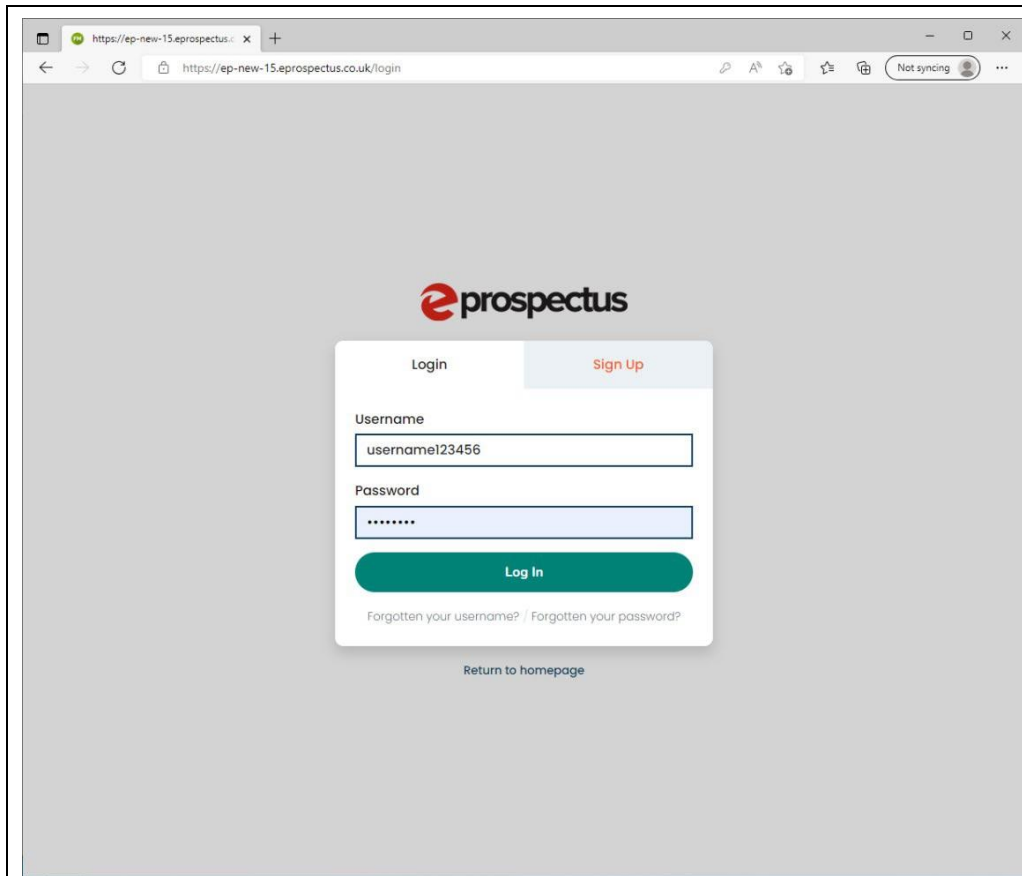 https://ep-new-15.eprospectus.c
https://ep-new-15.eprospectus.co.uk/login
Not syncing
eprospectus
Login
Sign Up
Username
username123456
Password
••••••••
Log In
Forgotten your username? / Forgotten your password?
Return to homepage